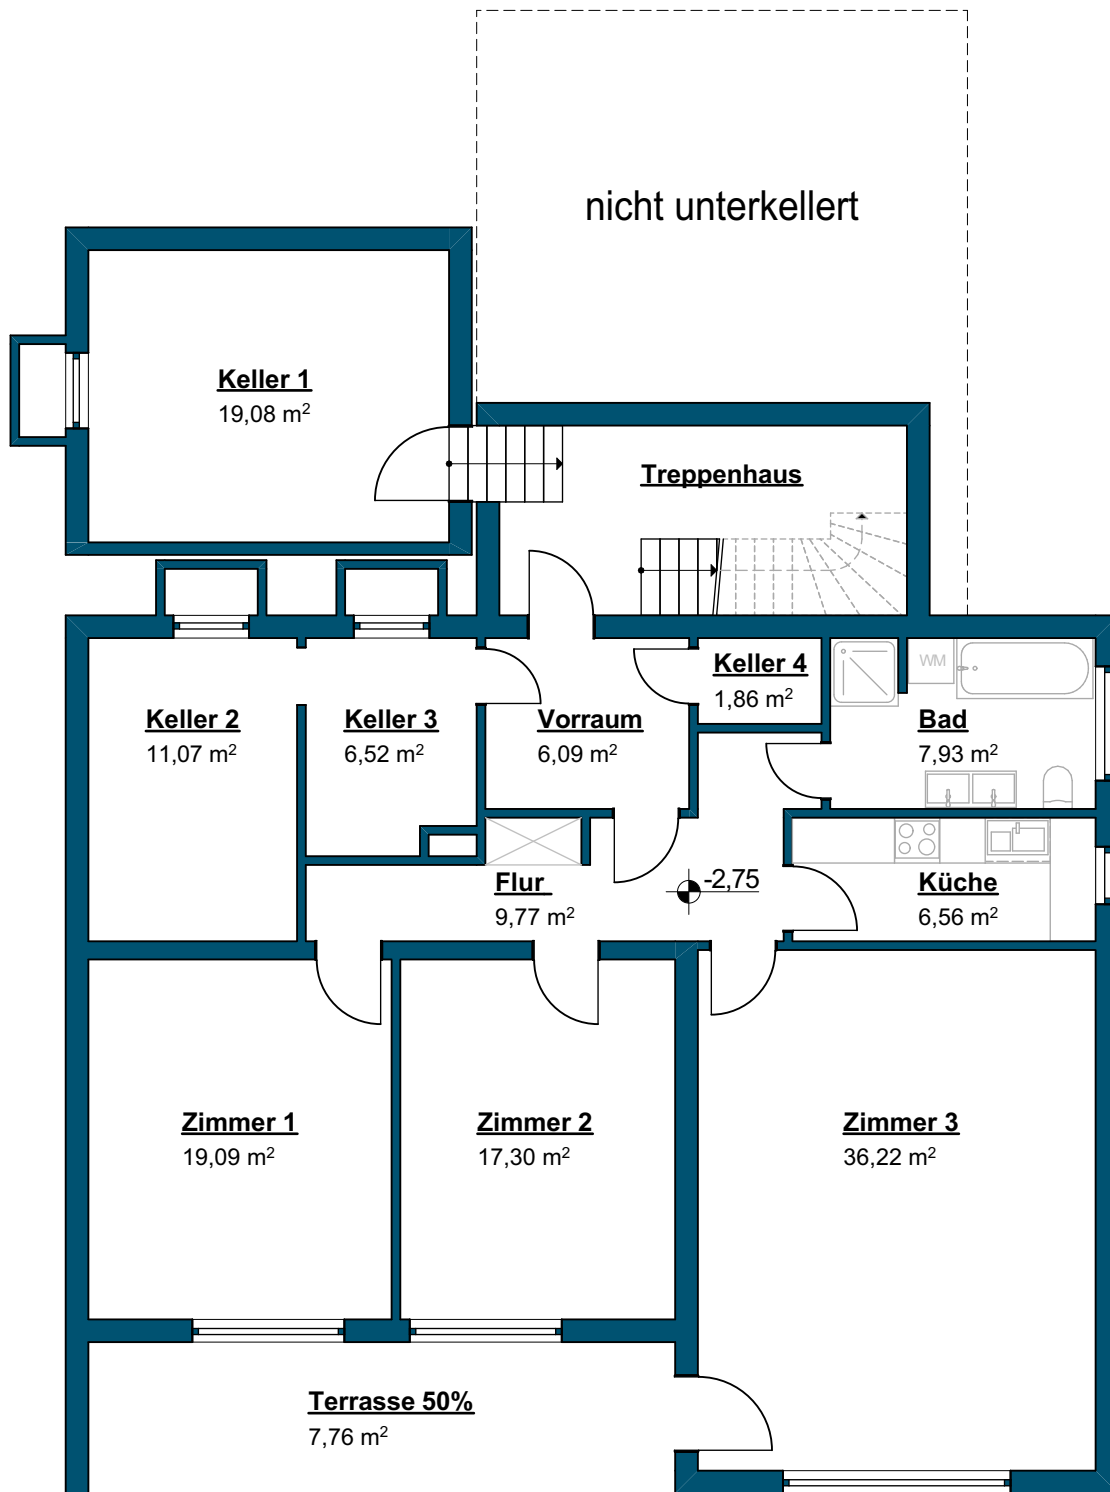 nicht unterkellert
Keller 1
19,08 m²
Treppenhaus
Keller 4
1,86 m²
WM
Keller 2
11,07 m²
Keller 3
6,52 m²
Vorraum
6,09 m²
Bad
7,93 m²
Flur
9,77 m²
-2,75
Küche
6,56 m²
Zimmer 1
19,09 m²
Zimmer 2
17,30 m²
Zimmer 3
36,22 m²
Terrasse 50%
7,76 m²